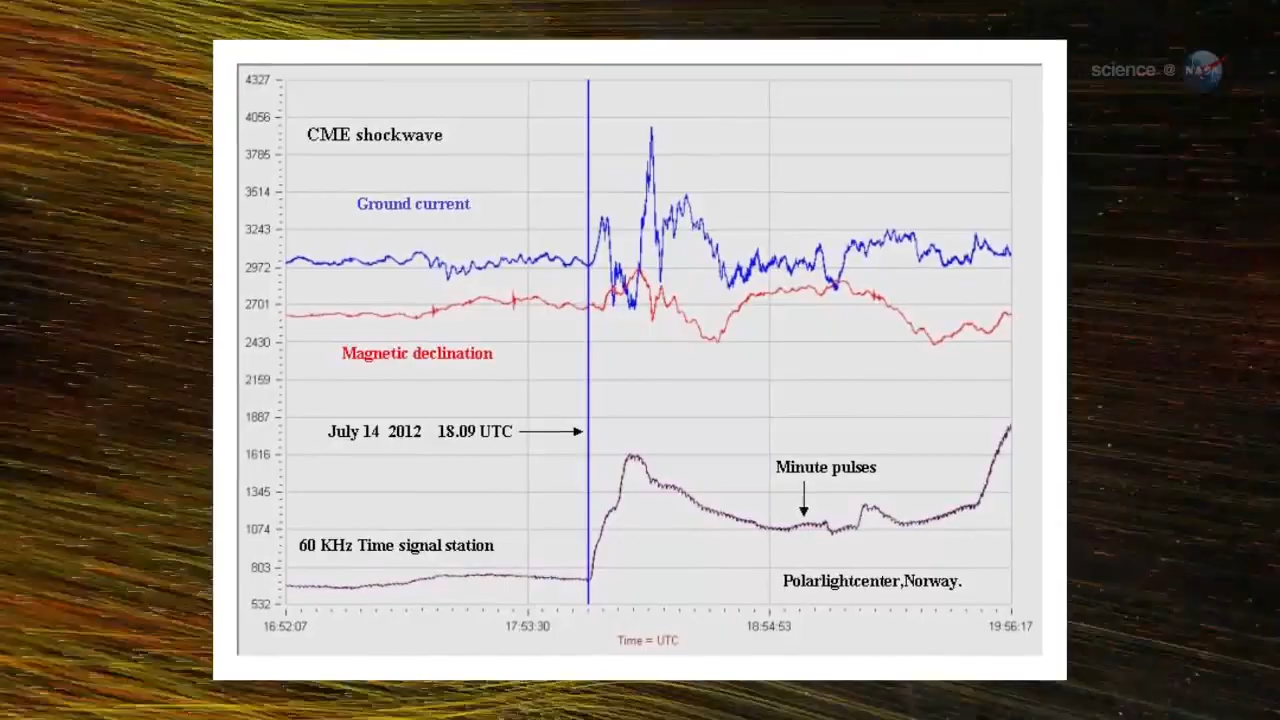 science @ NASA
4327
4056
CME shockwave
3785
3514
Ground current
3243
2972
2701
2430
Magnetic declination
2159
1887
July 14 2012 18.09 UTC
1616
Minute pulses
1345
1074
60 KHz Time signal station
803
Polarlightcenter,Norway.
532
16:52:07 17:53:30 18:54:53 19:56:17
Time = UTC